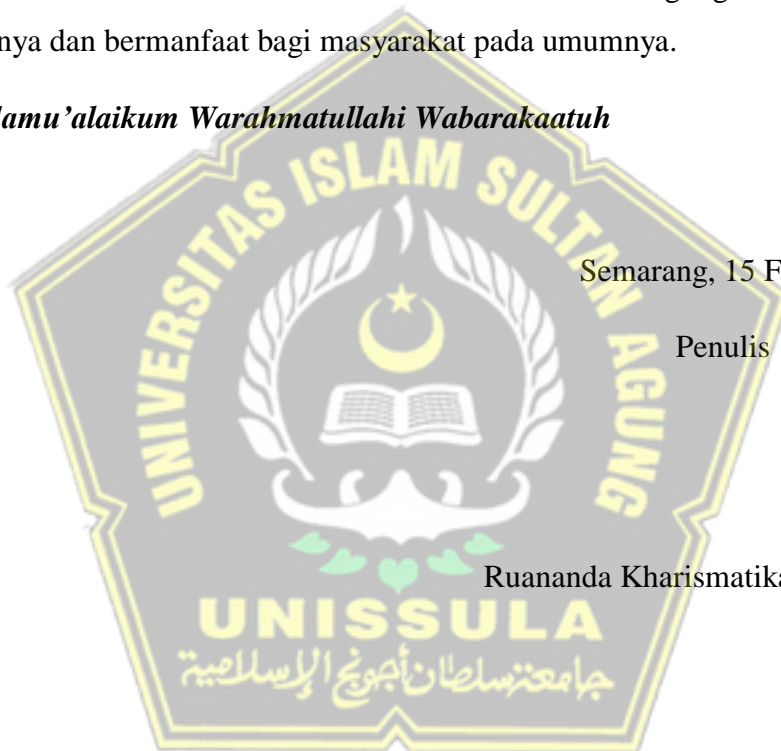 nya dan bermanfaat bagi masyarakat pada umumnya.
lamu’alaikum Warahmatullahi Wabarakaatuh
UNIVERSITAS ISLAM SULTAN AGUNG
Semarang, 15 F
Penulis
Ruananda Kharismatika
UNISSULA
جامعة سلطان أجونج الإسلامية